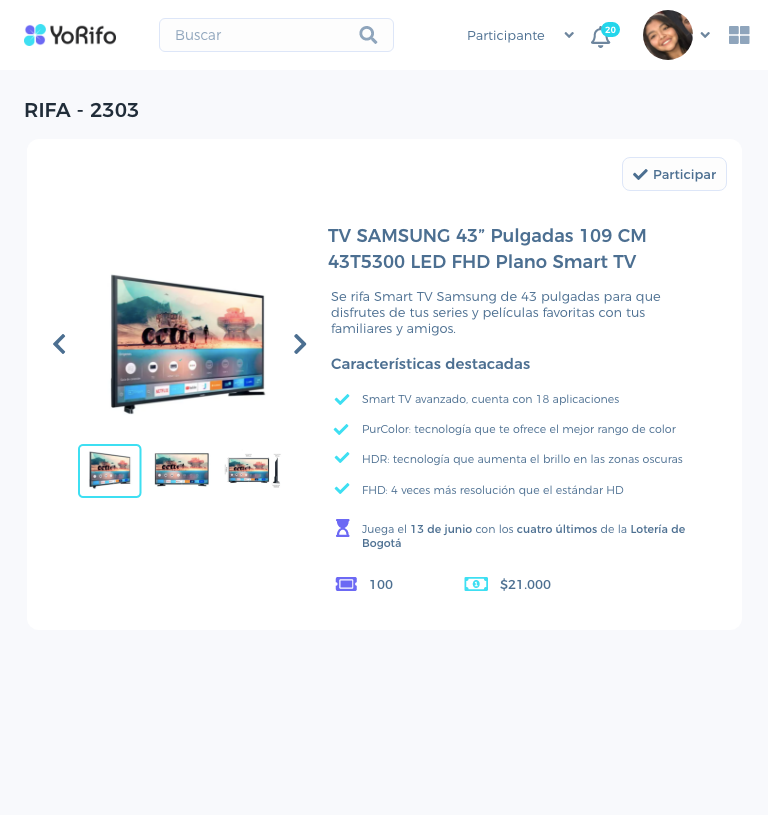 YoRifo
Buscar
Participante
20
RIFA - 2303
Participar
TV SAMSUNG 43” Pulgadas 109 CM
43T5300 LED FHD Plano Smart TV
Se rifa Smart TV Samsung de 43 pulgadas para que
disfrutes de tus series y películas favoritas con tus
familiares y amigos.
Características destacadas
Smart TV avanzado, cuenta con 18 aplicaciones
PurColor: tecnología que te ofrece el mejor rango de color
HDR: tecnología que aumenta el brillo en las zonas oscuras
FHD: 4 veces más resolución que el estándar HD
Juega el 13 de junio con los cuatro últimos de la Lotería de
Bogotá
100
$21.000